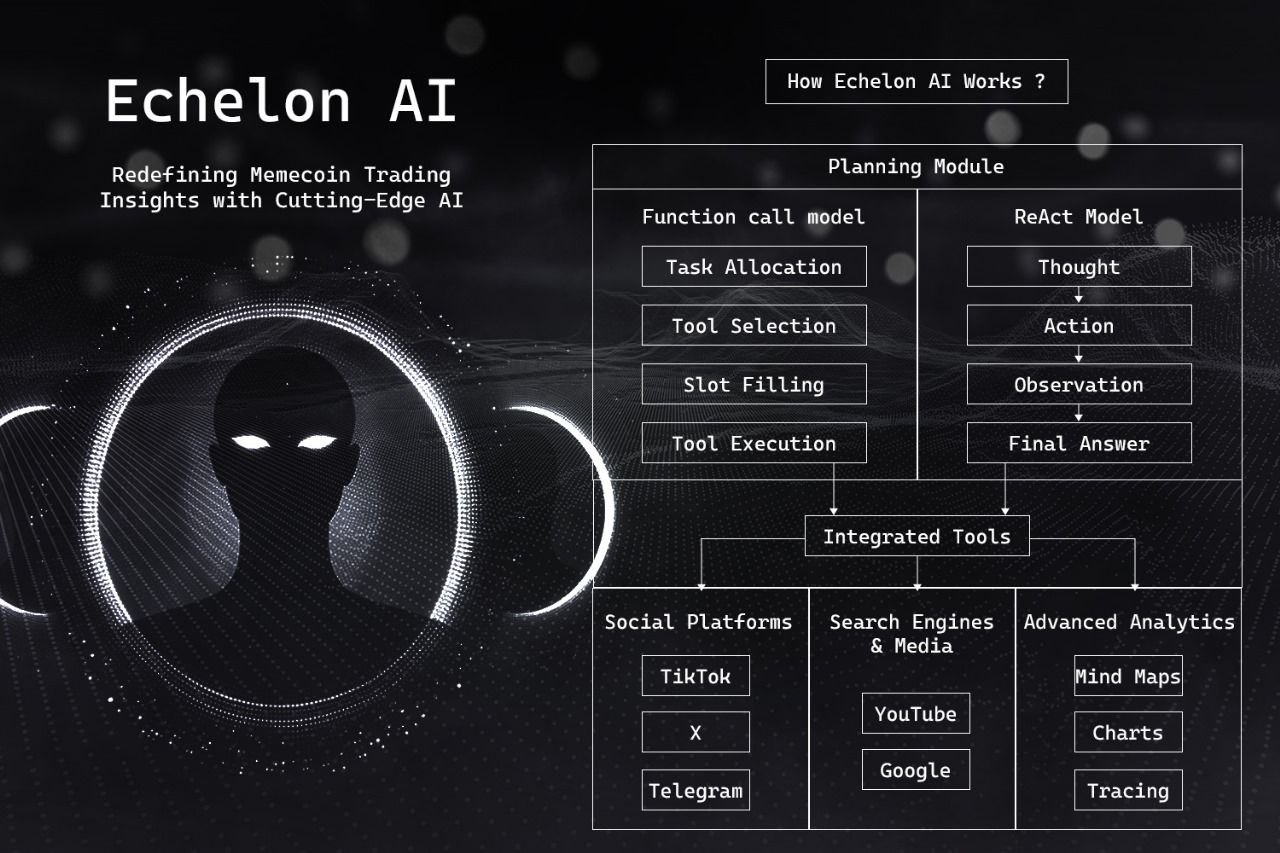 Echelon AI
Redefining Memecoin Trading
Insights with Cutting-Edge AI
How Echelon AI Works ?
Planning Module
Function call model
Task Allocation
Tool Selection
Slot Filling
Tool Execution
ReAct Model
Thought
Action
Observation
Final Answer
Integrated Tools
Social Platforms
TikTok
X
Telegram
Search Engines
& Media
YouTube
Google
Advanced Analytics
Mind Maps
Charts
Tracing